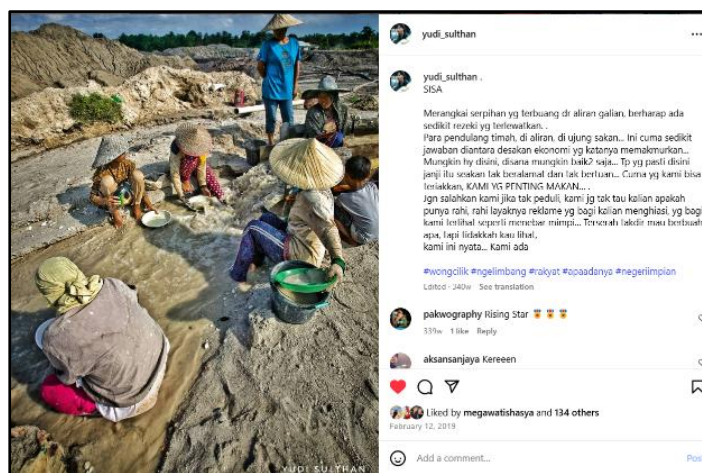 yudi_sulthan
yudi_sulthan .
SISA
Merangkai serpihan yg terbuang dr aliran galian, berharap ada
sedikit rezeki yg terlewatkan. .
Para pendulang timah, di aliran, di ujung sakan... Ini cuma sedikit
jawaban diantara desakan ekonomi yg katanya memakmurkan...
Mungkin hy disini, disana mungkin baik2 saja... Tp yg pasti disini
janji itu seakan tak beralamat dan tak bertuan... Cuma yg kami bisa
teriakkan, KAMI YG PENTING MAKAN... .
Jgn salahkan kami jika tak peduli, kami jg tak tau kalian apakah
punya rahi, rahi layaknya reklame yg bagi kalian menghiasi, yg bagi
kami terlihat seperti menebar mimpi... Terserah takdir mau berbuah
apa, tapi tidakkah kau lihat,
kami ini nyata... Kami ada
#wongcilik #ngelimbang #rakyat #apaadanya #negeriimpian
Edited · 340w See translation
pakwography Rising Star
339w 1 like Reply
aksansanjaya Kereeen
Liked by megawatishasya and 134 others
February 12, 2019
Add a comment...
Post
YUDI SULTHAN